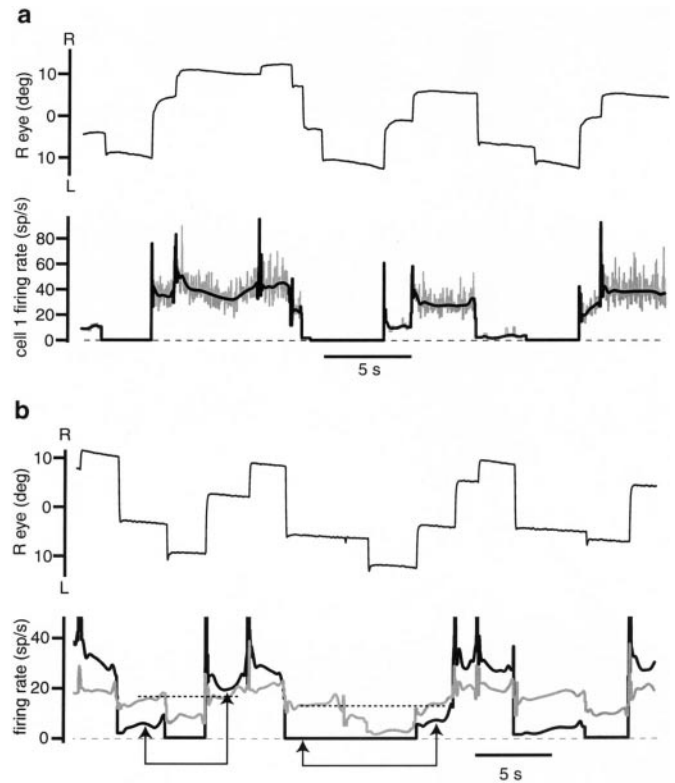 a
R
R eye (deg)
10
0
10
L
cell 1 firing rate (sp/s)
80
60
40
20
0
5 s
b
R
R eye (deg)
10
0
10
L
firing rate (sp/s)
40
20
0
5 s